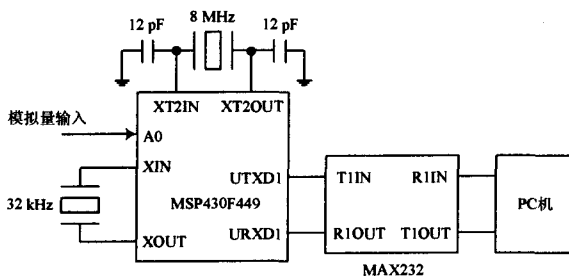 8 MHz
12 pF
12 pF
XT2IN
XT2OUT
模拟量输入
A0
XIN
UTXD1
T1IN
R1IN
32 kHz
MSP430F449
PC机
XOUT
URXD1
R1OUT
T1OUT
MAX232